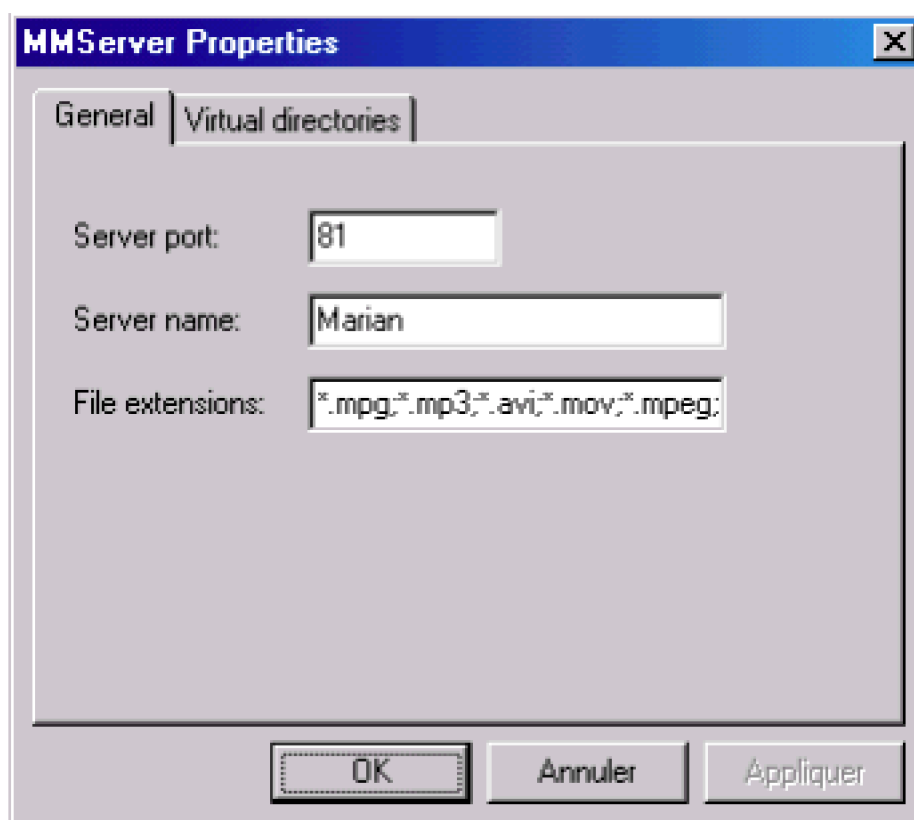 MMServer Properties
General
Virtual directories
Server port:
81
Server name:
Marian
File extensions:
*.mpg;*.mp3;*.avi;*.mov;*.mpeg;
OK
Annuler
Appliquer